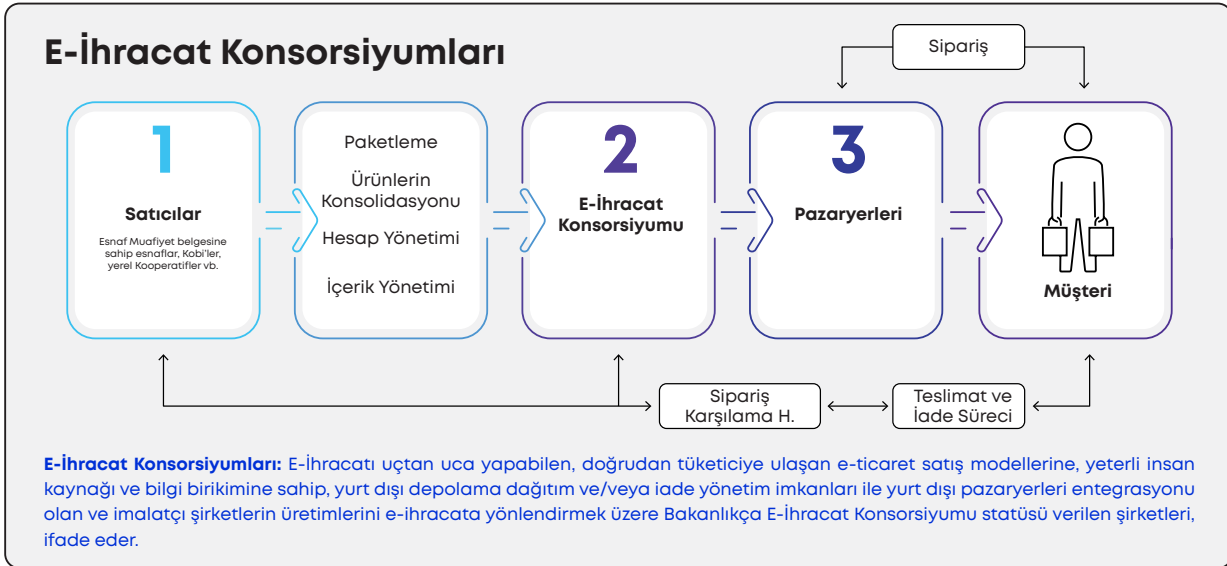 E-İhracat Konsorsiyumları
Sipariş
1
Satıcılar
Esnaf Muafiyet belgesine
sahip esnaflar, Kobi'ler,
yerel Kooperatifler vb.
Paketleme
Ürünlerin
Konsolidasyonu
Hesap Yönetimi
İçerik Yönetimi
2
E-İhracat
Konsorsiyumu
3
Pazaryerleri
Müşteri
Sipariş
Karşılama H.
Teslimat ve
İade Süreci
E-İhracat Konsorsiyumları: E-İhracatı uçtan uca yapabilen, doğrudan tüketiciye ulaşan e-ticaret satış modellerine, yeterli insan
kaynağı ve bilgi birikimine sahip, yurt dışı depolama dağıtım ve/veya iade yönetim imkanları ile yurt dışı pazaryerleri entegrasyonu
olan ve imalatçı şirketlerin üretimlerini e-ihracata yönlendirmek üzere Bakanlıkça E-İhracat Konsorsiyumu statüsü verilen şirketleri,
ifade eder.